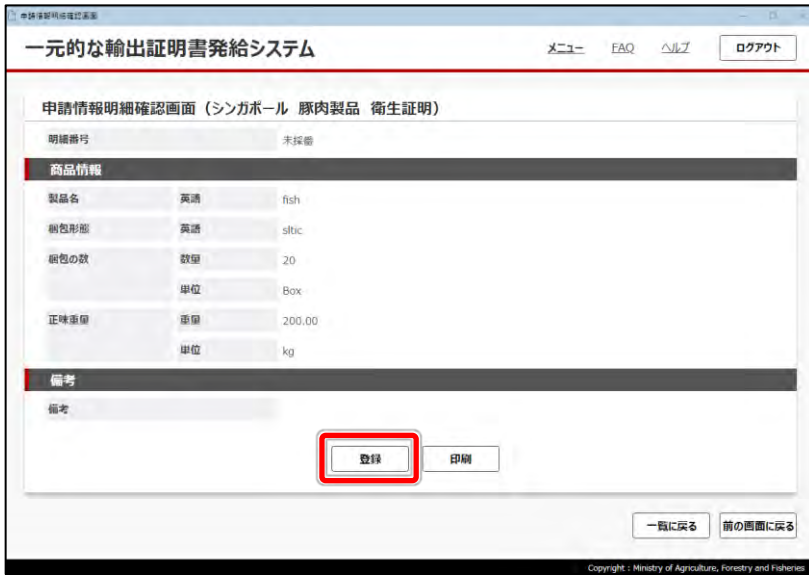 申請情報明細確認画面
一元的な輸出証明書発給システム メニュー FAQ ヘルプ ログアウト
申請情報明細確認画面(シンガポール 豚肉製品 衛生証明)
明細番号 未採番
商品情報
製品名 英語 fish
梱包形態 英語 sltic
梱包の数 数量 20
単位 Box
正味重量 重量 200.00
単位 kg
備考
備考
登録 印刷
一覧に戻る 前の画面に戻る
Copyright : Ministry of Agriculture, Forestry and Fisheries